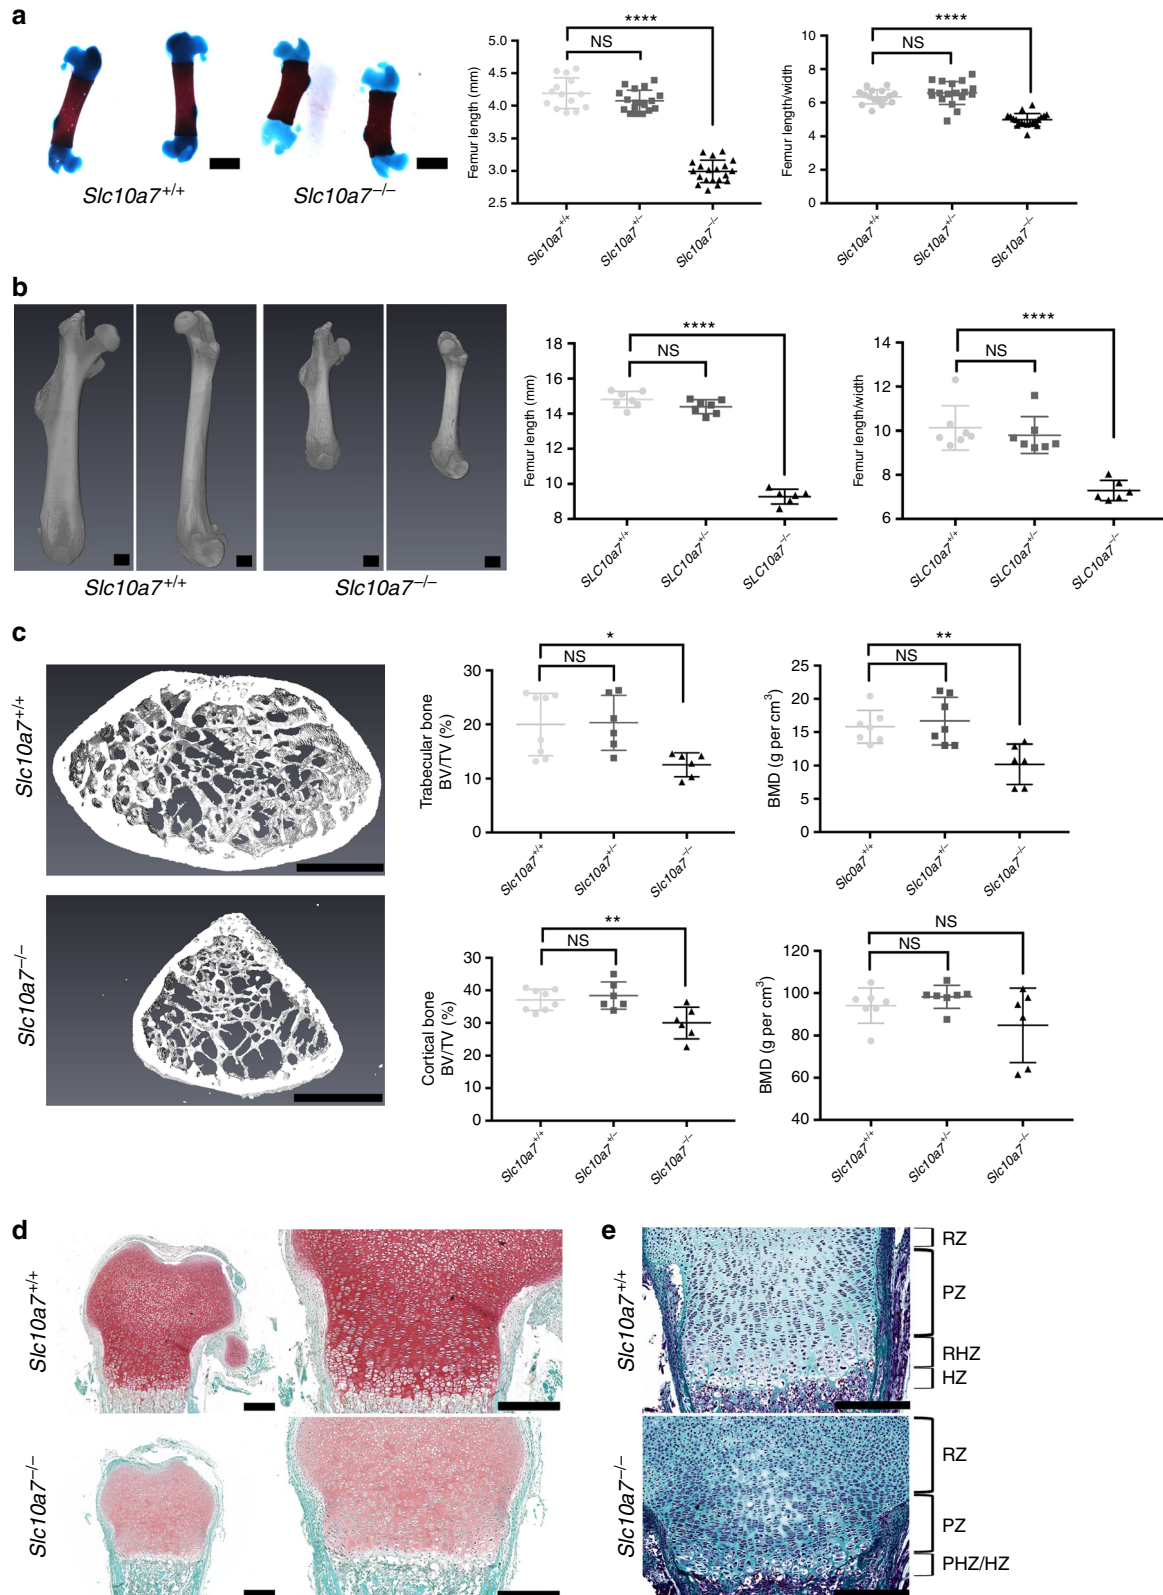 a
Slc10a7+/+
Slc10a7−/−
****
NS
5.0
4.5
4.0
3.5
3.0
2.5
Femur length (mm)
Slc10a7+/+
Slc10a7+/−
Slc10a7−/−
****
NS
10
8
6
4
2
0
Femur length/width
Slc10a7+/+
Slc10a7+/−
Slc10a7−/−
b
Slc10a7+/+
Slc10a7−/−
****
NS
18
16
14
12
10
8
Femur length (mm)
SLC10a7+/+
SLC10a7+/−
SLC10a7−/−
****
NS
14
12
10
8
6
Femur length/width
SLC10a7+/+
SLC10a7+/−
SLC10a7−/−
c
Slc10a7+/+
Slc10a7−/−
*
NS
30
20
10
0
Trabecular bone
BV/TV (%)
Slc10a7+/+
Slc10a7+/−
Slc10a7−/−
**
NS
25
20
15
10
5
0
BMD (g per cm3)
Slc0a7+/+
Slc10a7+/−
Slc10a7−/−
**
NS
30
40
30
20
10
0
Cortical bone
BV/TV (%)
Slc10a7+/+
Slc10a7+/−
Slc10a7−/−
NS
NS
120
100
80
60
40
BMD (g per cm3)
Slc10a7+/+
Slc10a7+/−
Slc10a7−/−
d
Slc10a7+/+
Slc10a7−/−
e
Slc10a7+/+
RZ
PZ
RHZ
HZ
Slc10a7−/−
RZ
PZ
PHZ/HZ